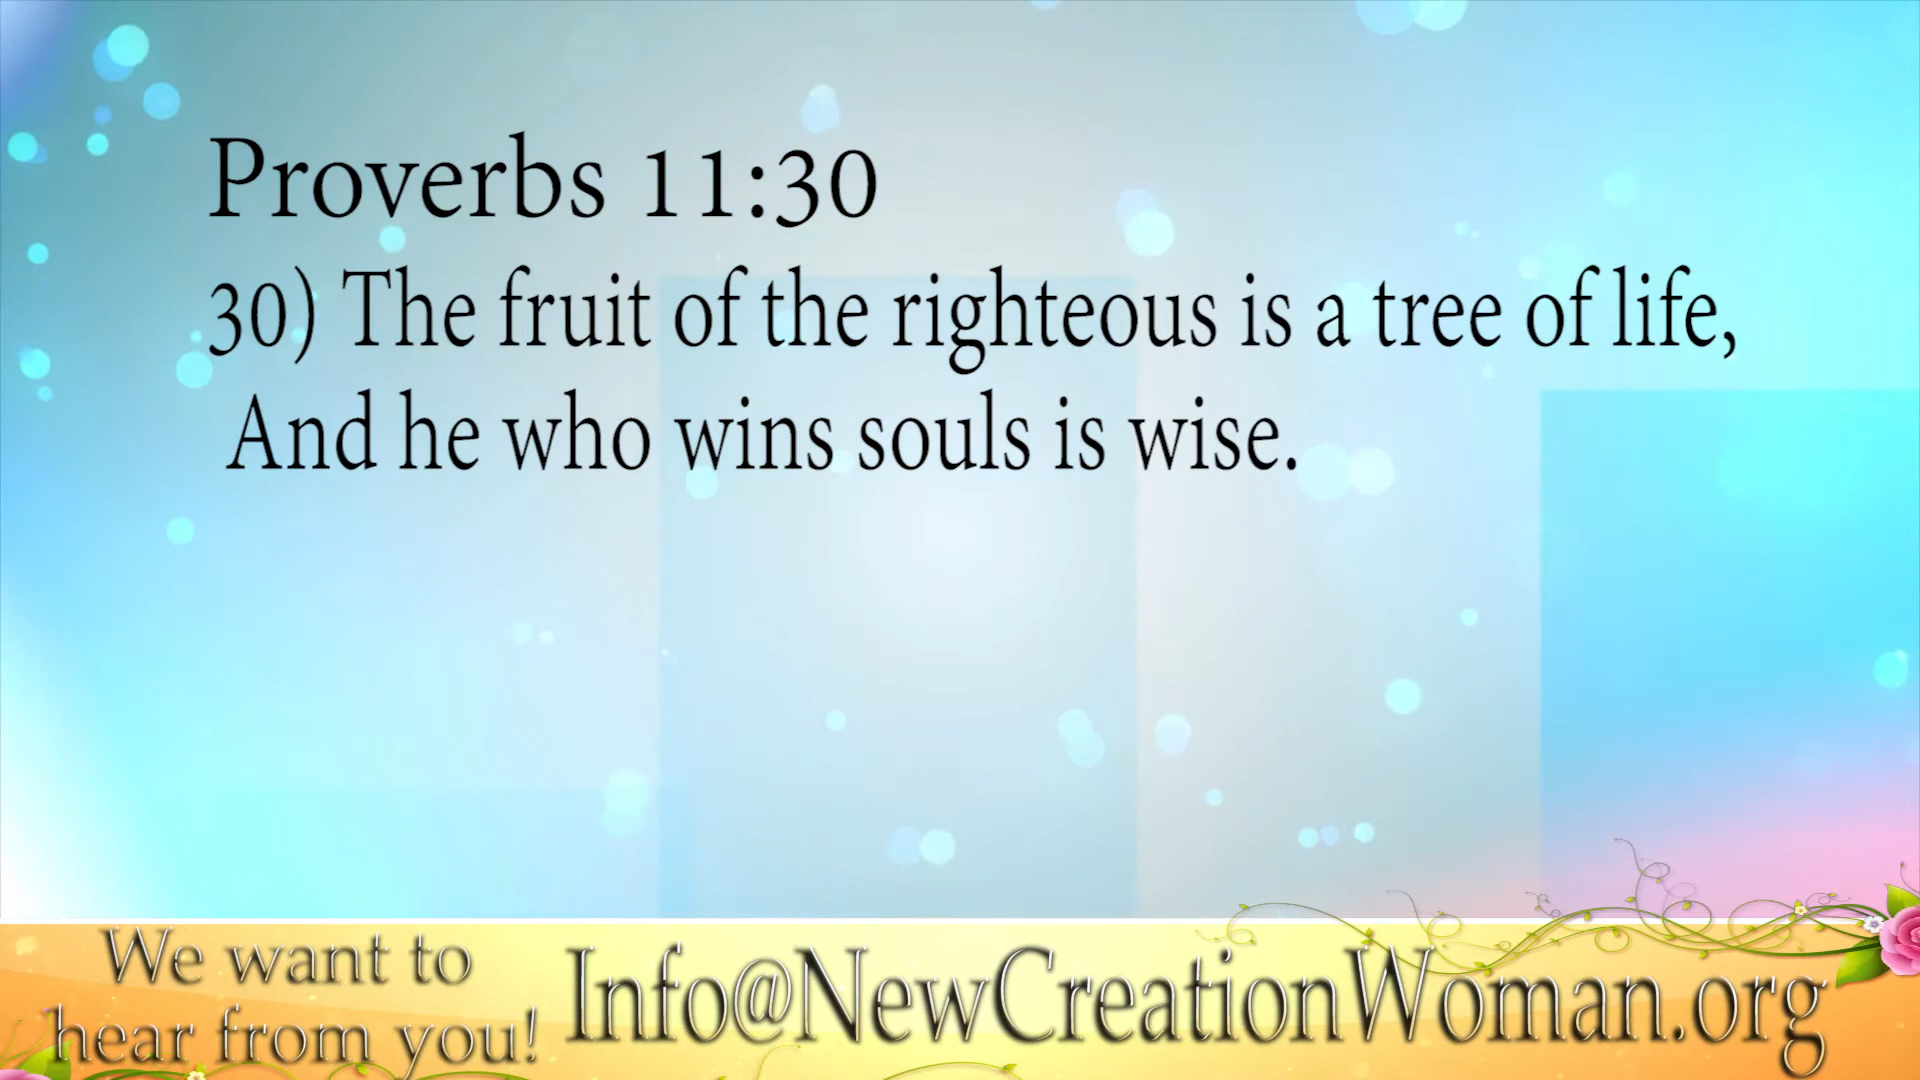 Proverbs 11:30
30) The fruit of the righteous is a tree of life,
And he who wins souls is wise.
We want to
hear from you!
Info@NewCreationWoman.org